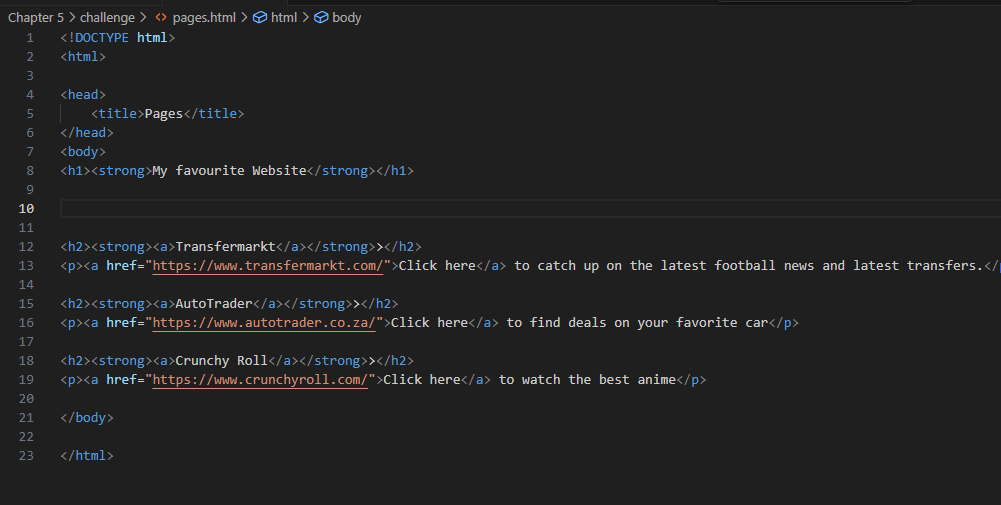 Chapter 5 > challenge > <> pages.html > html > body
1 <!DOCTYPE html>
2 <html>
3
4 <head>
5     <title>Pages</title>
6 </head>
7 <body>
8 <h1><strong>My favourite Website</strong></h1>
9
10
11
12 <h2><strong><a>Transfermarkt</a></strong>></h2>
13 <p><a href="https://www.transfermarkt.com/">Click here</a> to catch up on the latest football news and latest transfers.</p
14
15 <h2><strong><a>AutoTrader</a></strong>></h2>
16 <p><a href="https://www.autotrader.co.za/">Click here</a> to find deals on your favorite car</p>
17
18 <h2><strong><a>Crunchy Roll</a></strong>></h2>
19 <p><a href="https://www.crunchyroll.com/">Click here</a> to watch the best anime</p>
20
21 </body>
22
23 </html>